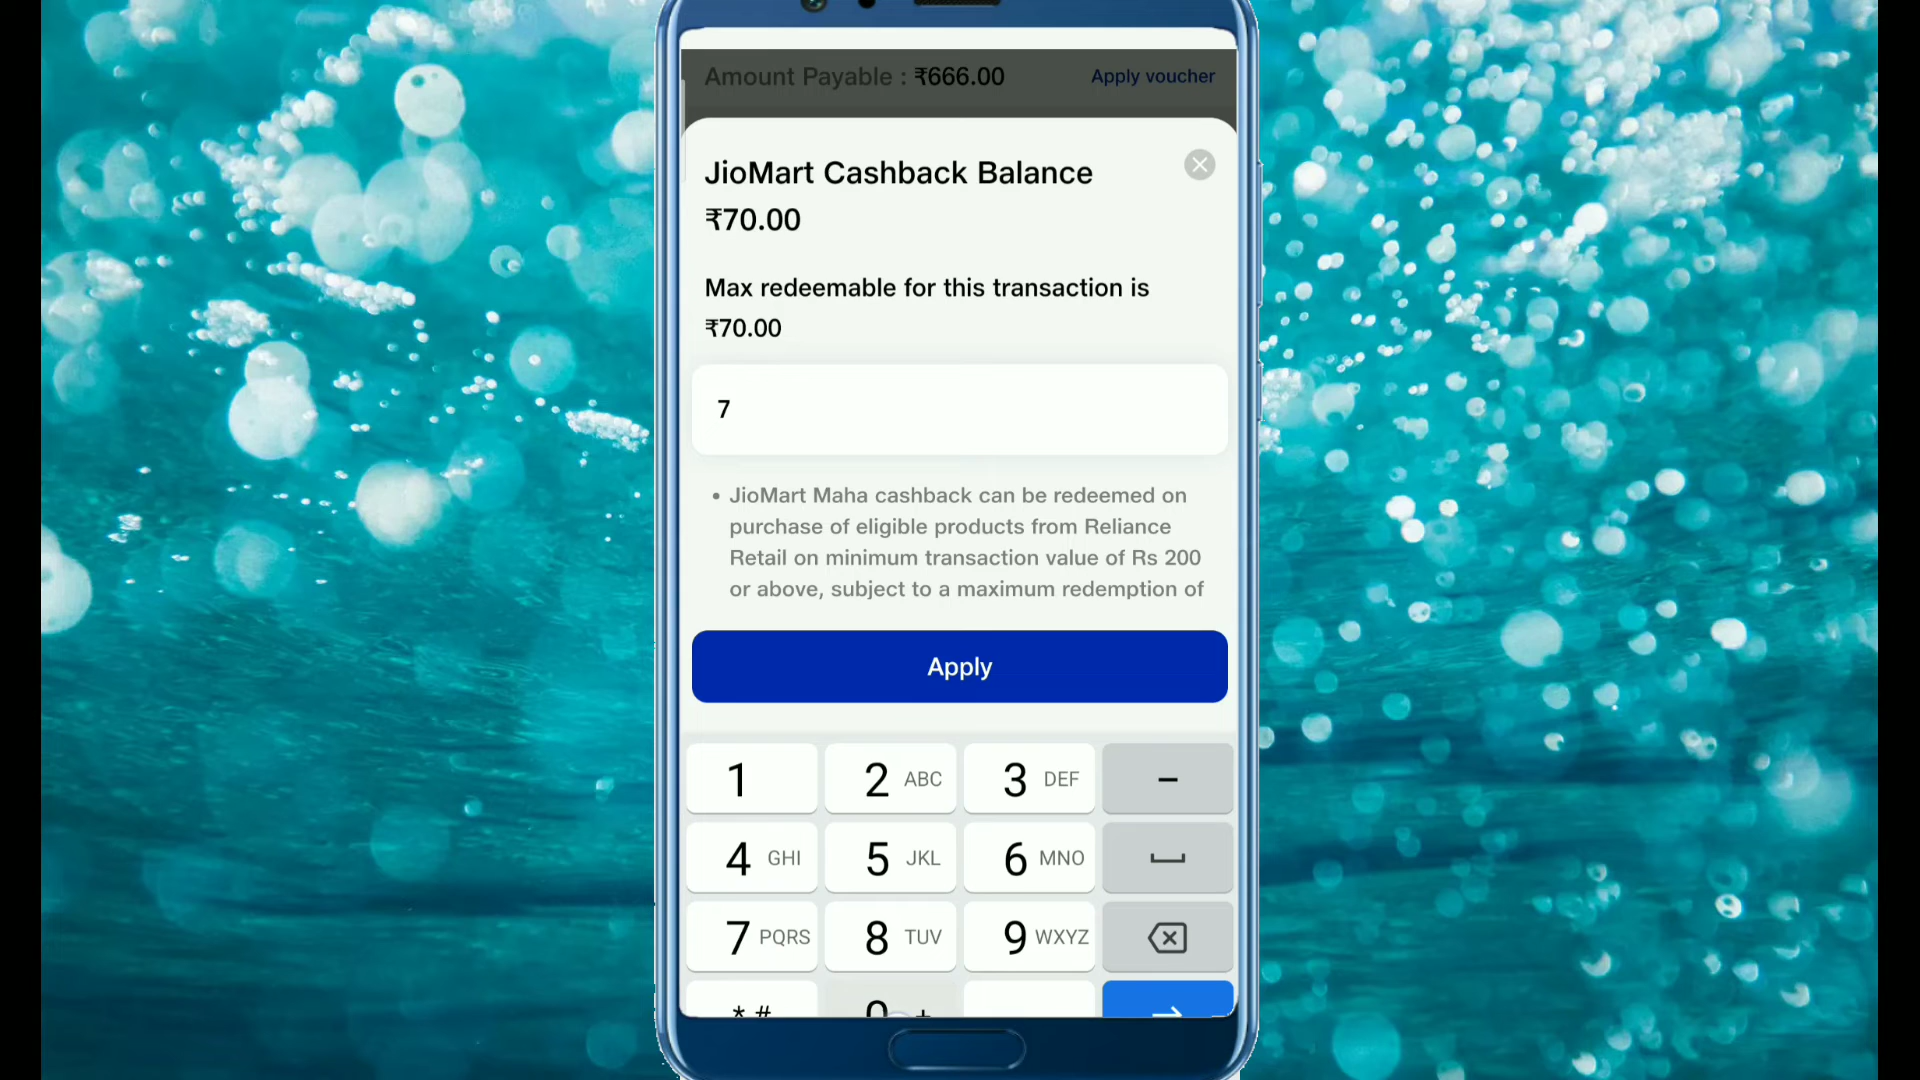 Amount Payable : ₹666.00 Apply voucher
JioMart Cashback Balance
₹70.00
Max redeemable for this transaction is
₹70.00
7
• JioMart Maha cashback can be redeemed on
purchase of eligible products from Reliance
Retail on minimum transaction value of Rs 200
or above, subject to a maximum redemption of
Apply
1 2 ABC 3 DEF –
4 GHI 5 JKL 6 MNO
7 PQRS 8 TUV 9 WXYZ
* # 0 +